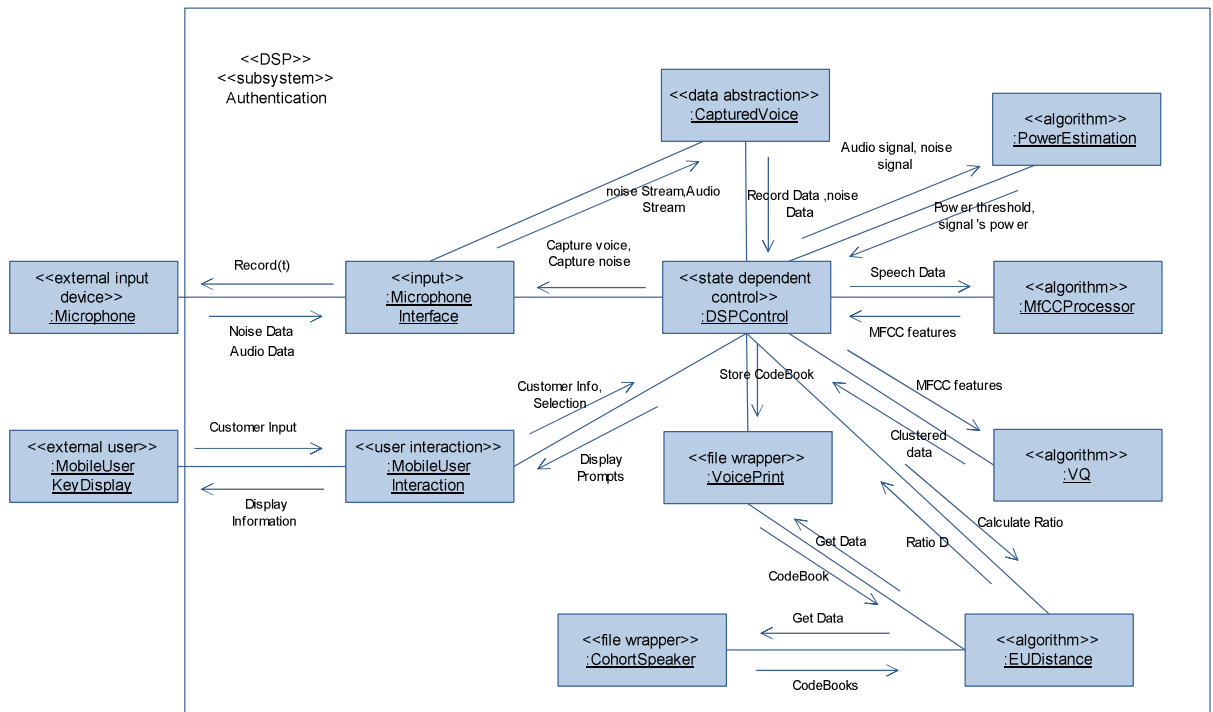 <<DSP>>
<<subsystem>>
Authentication
<<data abstraction>>
:CapturedVoice
<<algorithm>>
:PowerEstimation
Audio signal, noise
signal
noise Stream,Audio
Stream
Record Data ,noise
Data
Power threshold,
signal 's power
<<external input
device>>
:Microphone
Record(t)
Noise Data
Audio Data
<<input>>
:Microphone
Interface
Capture voice,
Capture noise
<<state dependent
control>>
:DSPControl
Speech Data
MFCC features
<<algorithm>>
:MfCCProcessor
Store CodeBook
MFCC features
Customer Info,
Selection
<<external user>>
:MobileUser
KeyDisplay
Customer Input
Display
Information
<<user interaction>>
:MobileUser
Interaction
Display
Prompts
<<file wrapper>>
:VoicePrint
Clustered
data
<<algorithm>>
:VQ
Get Data
CodeBook
Ratio D
Calculate Ratio
<<file wrapper>>
:CohortSpeaker
Get Data
CodeBooks
<<algorithm>>
:EUDistance